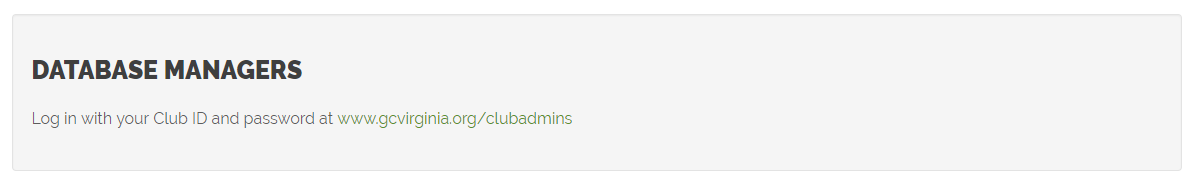 DATABASE MANAGERS
Log in with your Club ID and password at www.gcvirginia.org/clubadmins